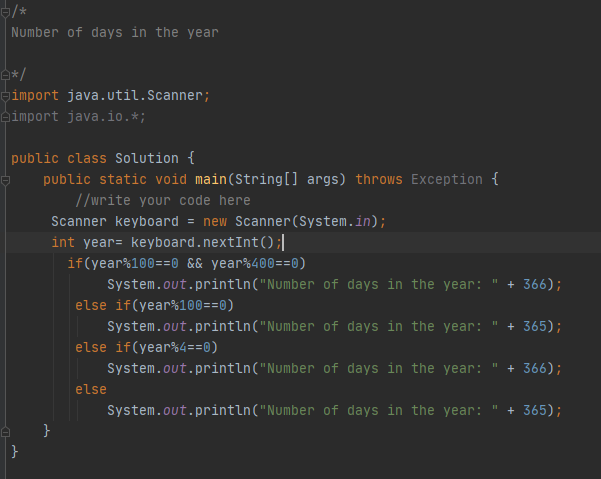 /*
Number of days in the year
*/
import java.util.Scanner;
import java.io.*;
public class Solution {
public static void main(String[] args) throws Exception {
//write your code here
Scanner keyboard = new Scanner(System.in);
int year= keyboard.nextInt();
if(year%100==0 && year%400==0)
System.out.println("Number of days in the year: " + 366);
else if(year%100==0)
System.out.println("Number of days in the year: " + 365);
else if(year%4==0)
System.out.println("Number of days in the year: " + 366);
else
System.out.println("Number of days in the year: " + 365);
}
}